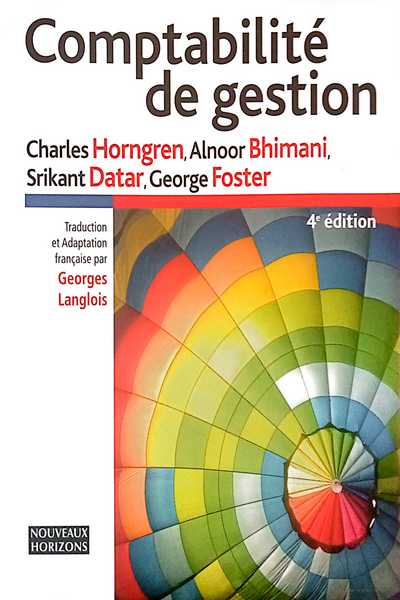 Comptabilité
de gestion
Charles Horngren, Alnoor Bhimani,
Srikant Datar, George Foster
4e édition
Traduction
et Adaptation
française par
Georges
Langlois
NOUVEAUX
HORIZONS